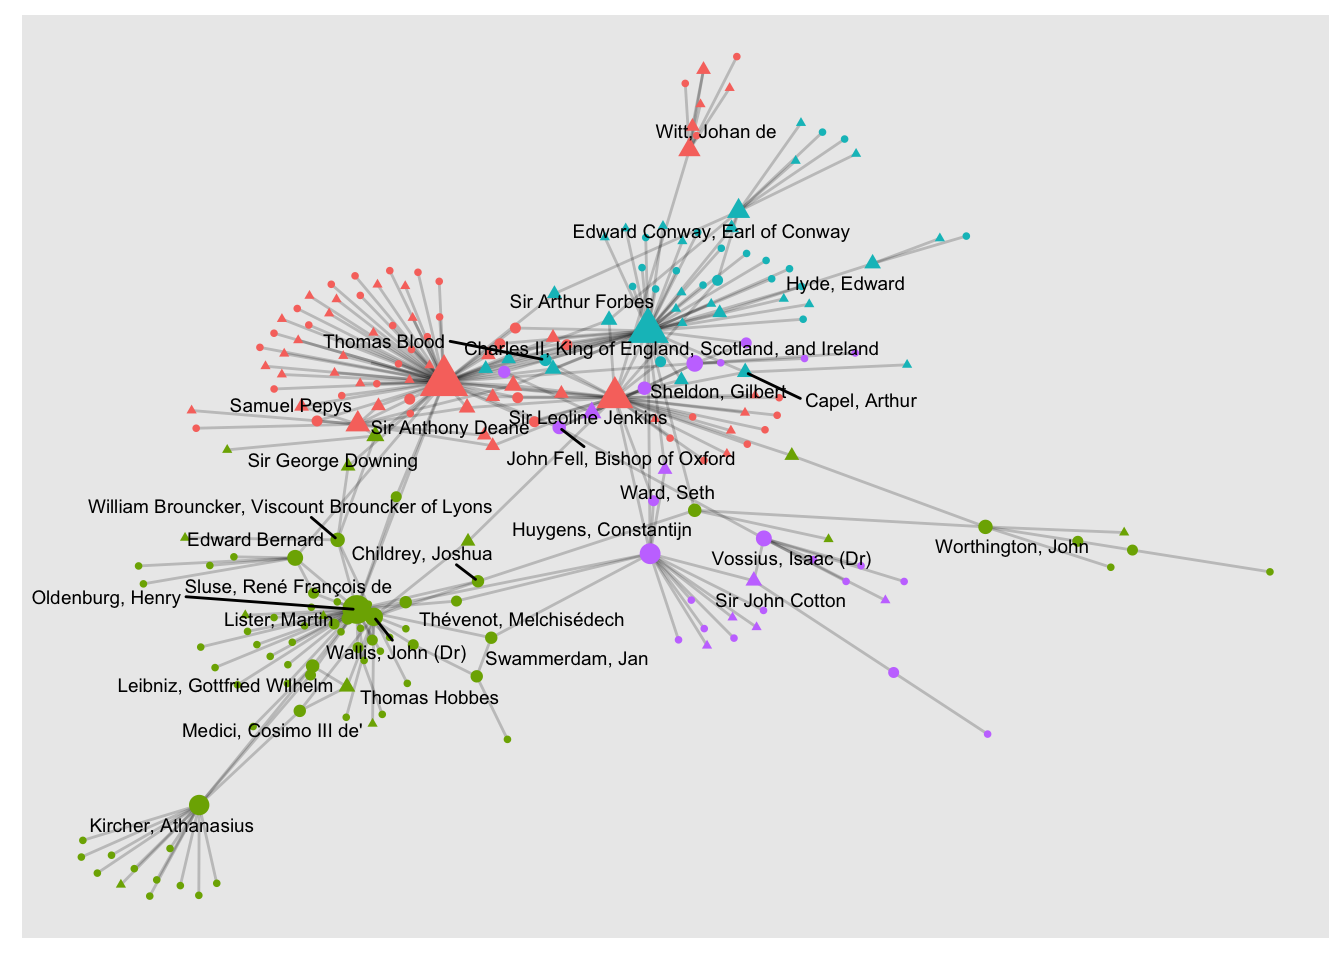 Witt, Johan de
Edward Conway, Earl of Conway
Hyde, Edward
Sir Arthur Forbes
Thomas Blood
Charles II, King of England, Scotland, and Ireland
Sheldon, Gilbert
Capel, Arthur
Samuel Pepys
Sir Leoline Jenkins
Sir Anthony Deane
Sir George Downing
John Fell, Bishop of Oxford
Ward, Seth
William Brouncker, Viscount Brouncker of Lyons
Huygens, Constantijn
Edward Bernard
Worthington, John
Childrey, Joshua
Vossius, Isaac (Dr)
Sluse, René François de
Oldenburg, Henry
Sir John Cotton
Lister, Martin
Thévenot, Melchisédech
Wallis, John (Dr)
Swammerdam, Jan
Leibniz, Gottfried Wilhelm
Thomas Hobbes
Medici, Cosimo III de'
Kircher, Athanasius